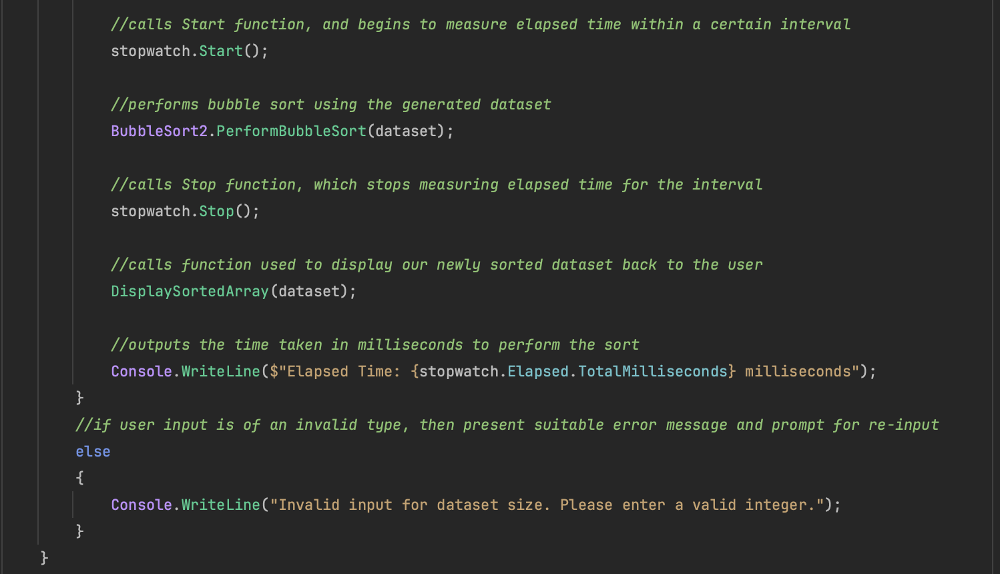 //calls Start function, and begins to measure elapsed time within a certain interval
stopwatch.Start();
//performs bubble sort using the generated dataset
BubbleSort2.PerformBubbleSort(dataset);
//calls Stop function, which stops measuring elapsed time for the interval
stopwatch.Stop();
//calls function used to display our newly sorted dataset back to the user
DisplaySortedArray(dataset);
//outputs the time taken in milliseconds to perform the sort
Console.WriteLine($"Elapsed Time: {stopwatch.Elapsed.TotalMilliseconds} milliseconds");
}
//if user input is of an invalid type, then present suitable error message and prompt for re-input
else
{
Console.WriteLine("Invalid input for dataset size. Please enter a valid integer.");
}
}